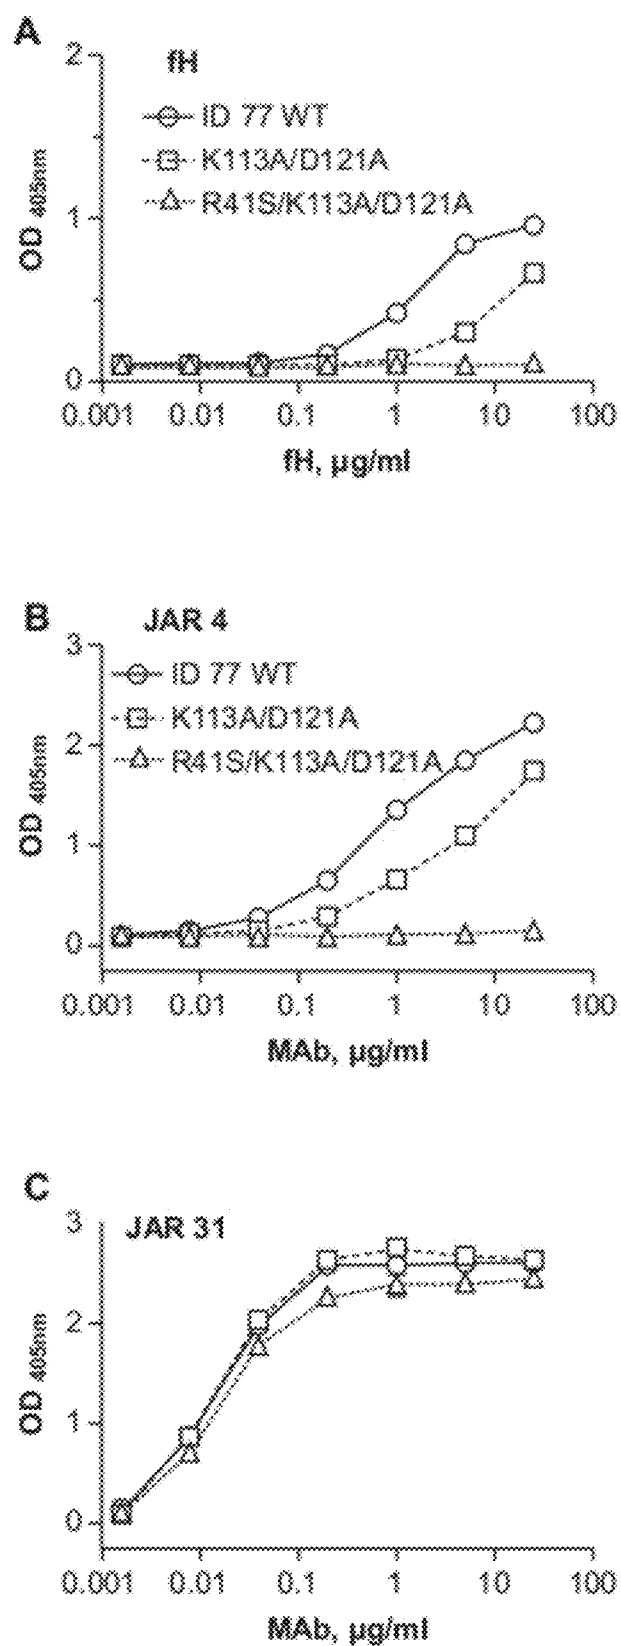 A
fH
ID 77 WT
K113A/D121A
R41S/K113A/D121A
OD 405nm
2
1
0
0.001 0.01 0.1 1 10 100
fH, µg/ml
B
JAR 4
ID 77 WT
K113A/D121A
R41S/K113A/D121A
OD 405nm
3
2
1
0
0.001 0.01 0.1 1 10 100
MAb, µg/ml
C
JAR 31
OD 405nm
3
2
1
0
0.001 0.01 0.1 1 10 100
MAb, µg/ml